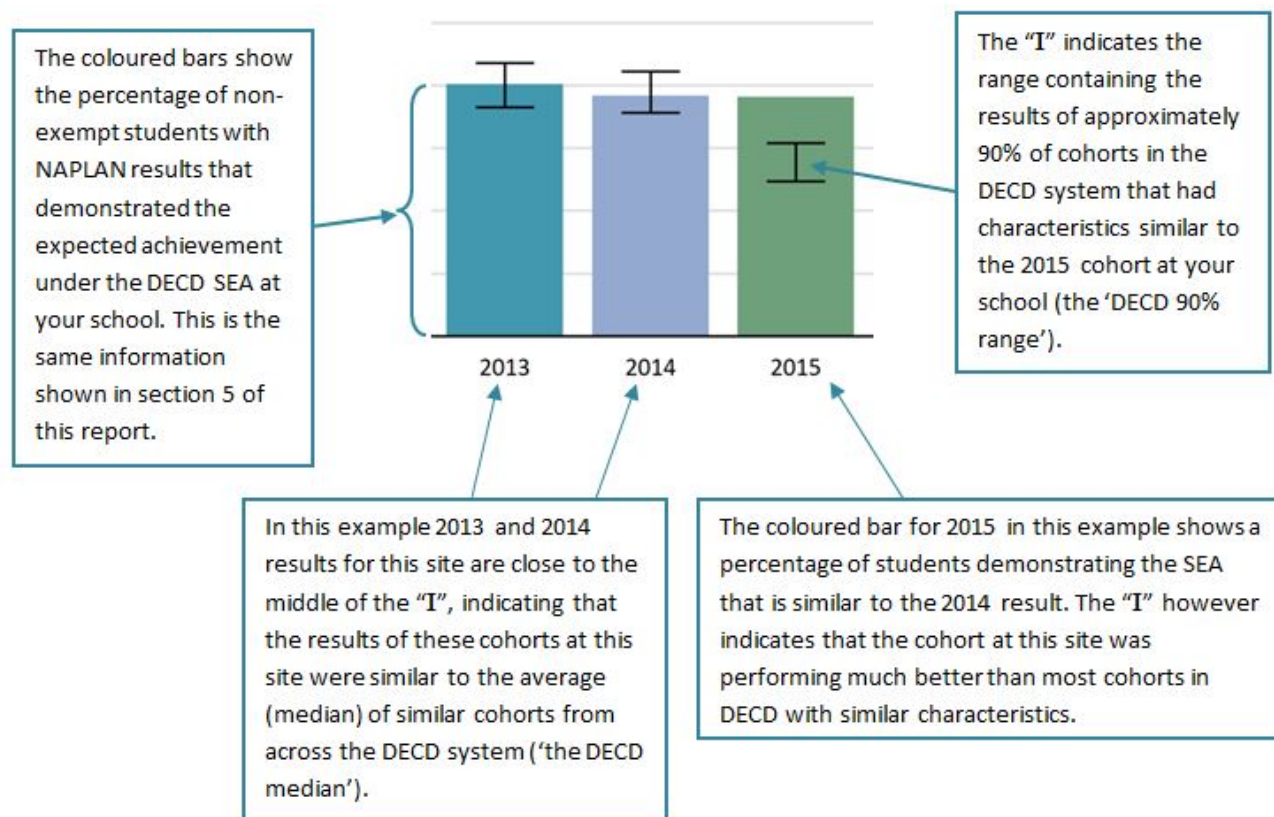 The coloured bars show
the percentage of non-
exempt students with
NAPLAN results that
demonstrated the
expected achievement
under the DECD SEA at
your school. This is the
same information
shown in section 5 of
this report.
The “I” indicates the
range containing the
results of approximately
90% of cohorts in the
DECD system that had
characteristics similar to
the 2015 cohort at your
school (the ‘DECD 90%
range’).
2013
2014
2015
In this example 2013 and 2014
results for this site are close to the
middle of the “I”, indicating that
the results of these cohorts at this
site were similar to the average
(median) of similar cohorts from
across the DECD system (‘the DECD
median’).
The coloured bar for 2015 in this example shows a
percentage of students demonstrating the SEA
that is similar to the 2014 result. The “I” however
indicates that the cohort at this site was
performing much better than most cohorts in
DECD with similar characteristics.